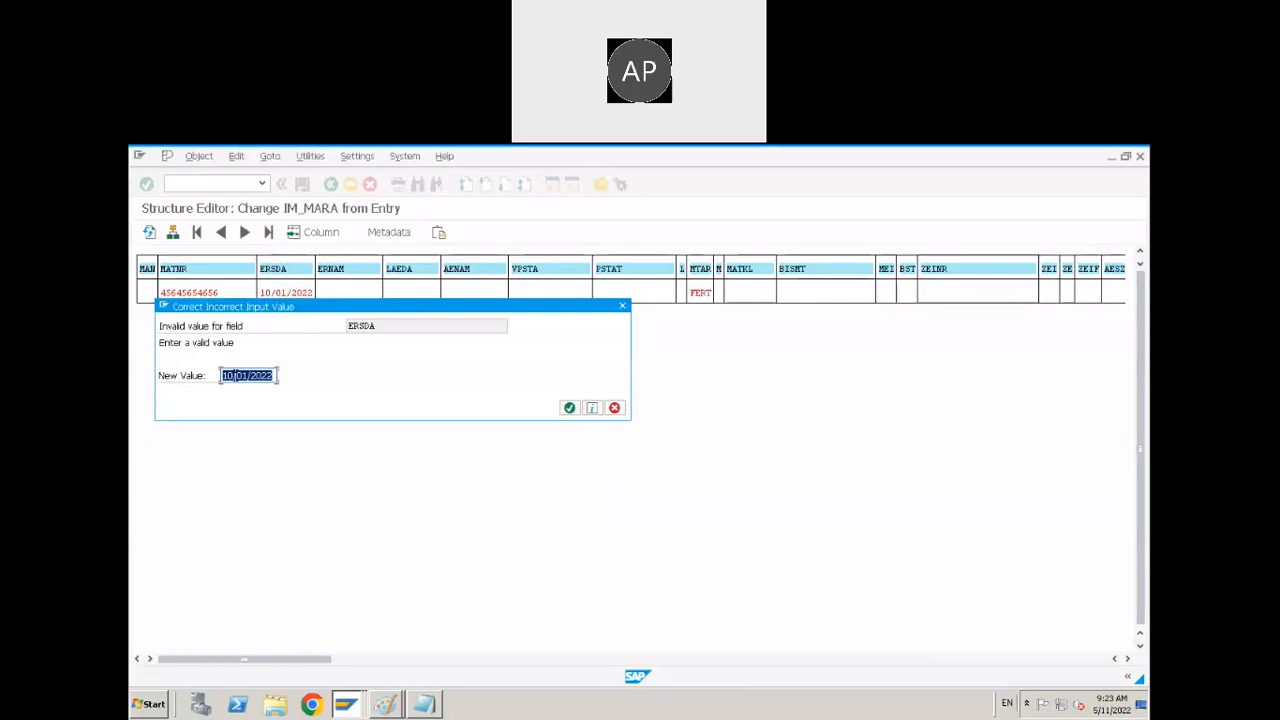 AP
Object Edit Goto Utilities Settings System Help
Structure Editor: Change IM_MARA from Entry
Column Metadata
MAN MATNR ERSDA ERNAM LAEDA AENAM VPSTA PSTAT L MTAR M MATKL BISMT MEI BST ZEINR ZEI ZE ZEIF AESZ
45645654656 10/01/2022 FERT
Correct Incorrect Input Value
Invalid value for field ERSDA
Enter a valid value
New Value: 10/01/2022
SAP
Start EN 9:23 AM
5/11/2022